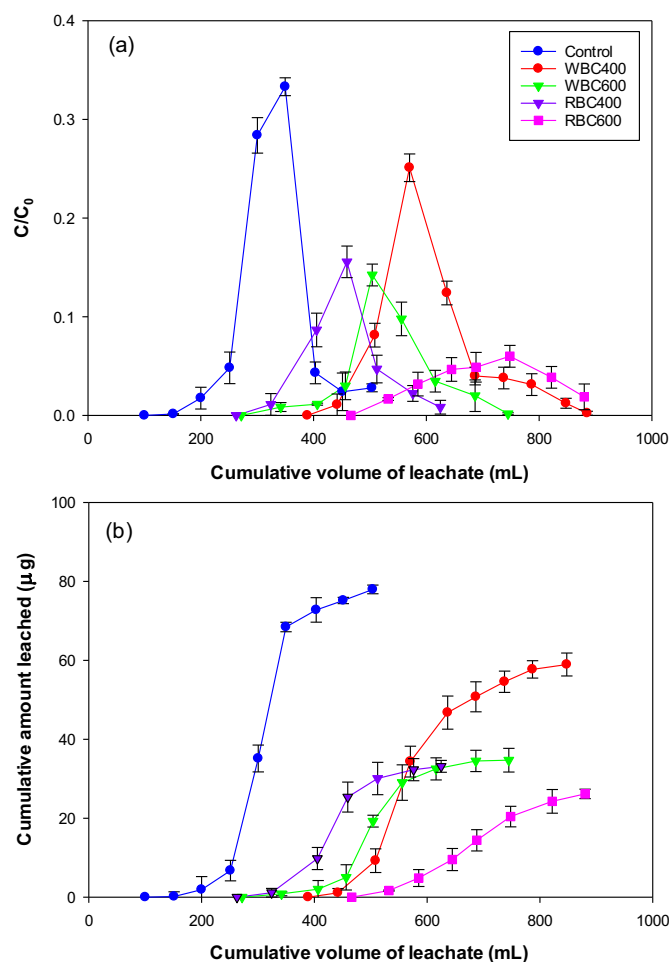 (a)
0.4
0.3
0.2
0.1
0.0
C/C0
Control
WBC400
WBC600
RBC400
RBC600
0 200 400 600 800 1000
Cumulative volume of leachate (mL)
(b)
100
80
60
40
20
0
Cumulative amount leached (μg)
0 200 400 600 800 1000
Cumulative volume of leachate (mL)